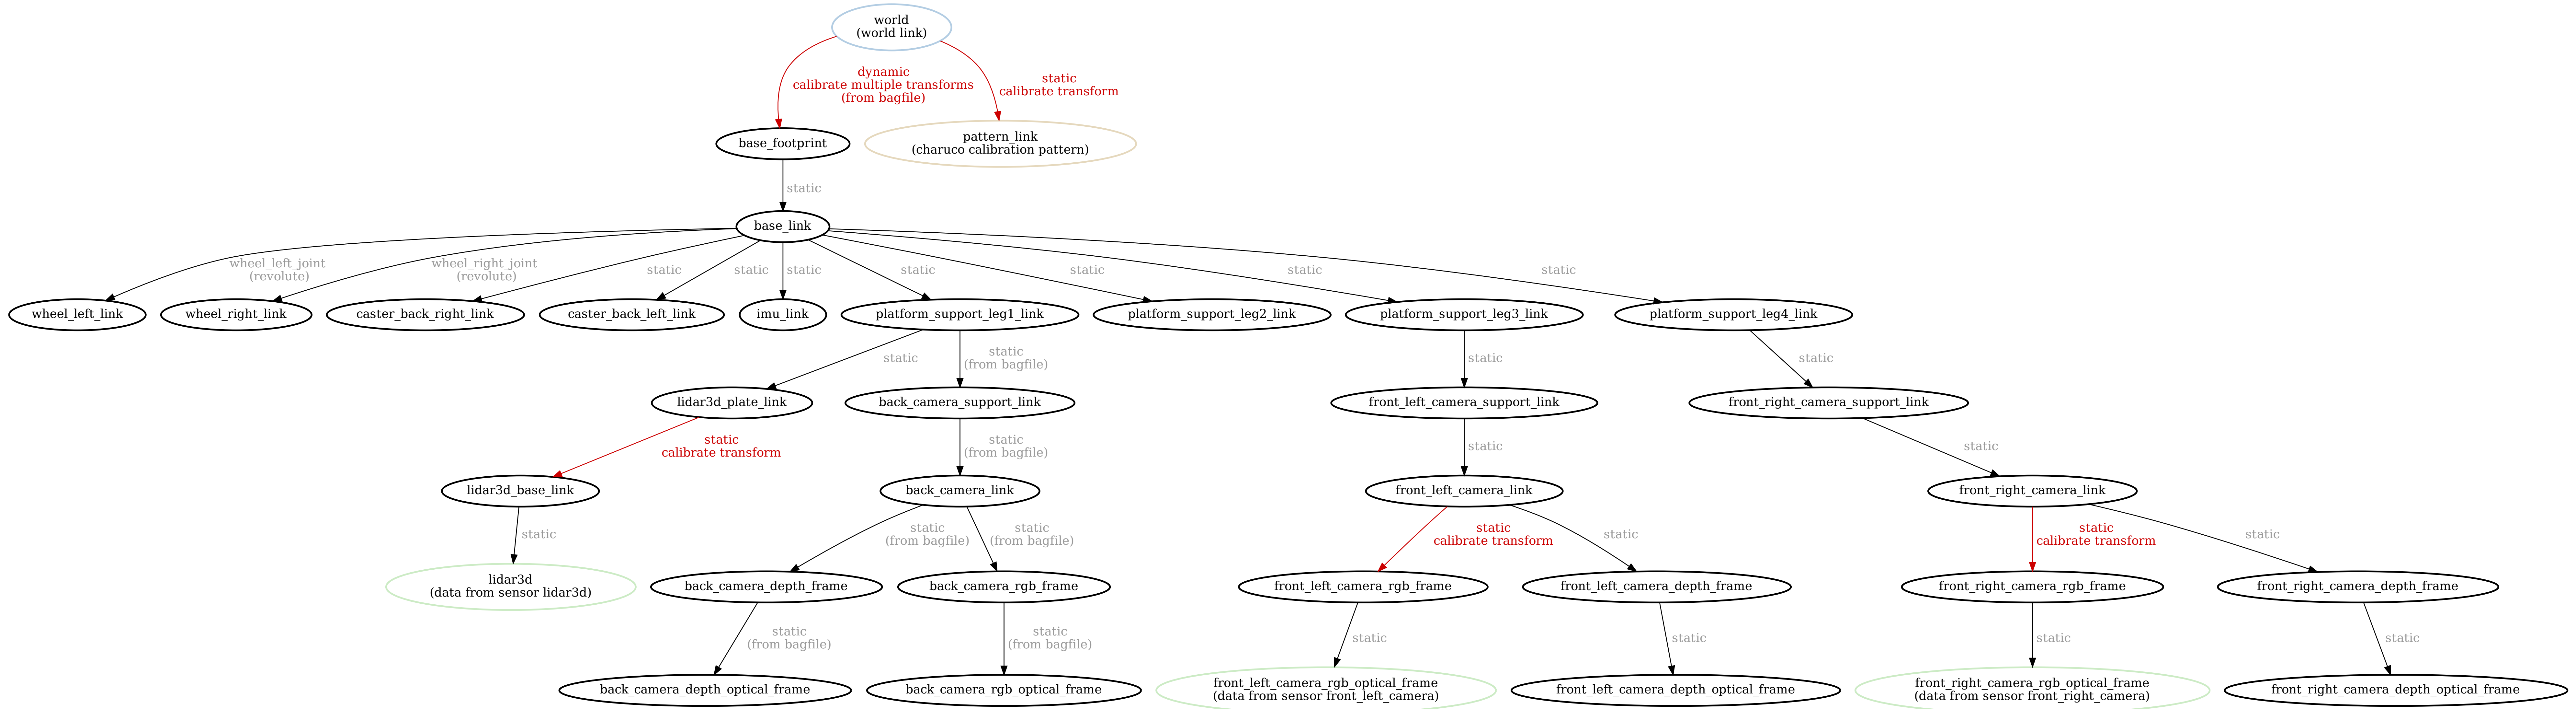 world
(world link)
dynamic
calibrate multiple transforms
(from bagfile)
static
calibrate transform
base_footprint
pattern_link
(charuco calibration pattern)
static
base_link
wheel_left_joint
(revolute)
wheel_right_joint
(revolute)
static
static
static
static
static
static
static
wheel_left_link
wheel_right_link
caster_back_right_link
caster_back_left_link
imu_link
platform_support_leg1_link
platform_support_leg2_link
platform_support_leg3_link
platform_support_leg4_link
static
static
(from bagfile)
static
static
lidar3d_plate_link
back_camera_support_link
front_left_camera_support_link
front_right_camera_support_link
static
calibrate transform
static
(from bagfile)
static
static
lidar3d_base_link
back_camera_link
front_left_camera_link
front_right_camera_link
static
static
(from bagfile)
static
(from bagfile)
static
calibrate transform
static
static
calibrate transform
static
lidar3d
(data from sensor lidar3d)
back_camera_depth_frame
back_camera_rgb_frame
front_left_camera_rgb_frame
front_left_camera_depth_frame
front_right_camera_rgb_frame
front_right_camera_depth_frame
static
(from bagfile)
static
(from bagfile)
static
static
static
static
back_camera_depth_optical_frame
back_camera_rgb_optical_frame
front_left_camera_rgb_optical_frame
(data from sensor front_left_camera)
front_left_camera_depth_optical_frame
front_right_camera_rgb_optical_frame
(data from sensor front_right_camera)
front_right_camera_depth_optical_frame